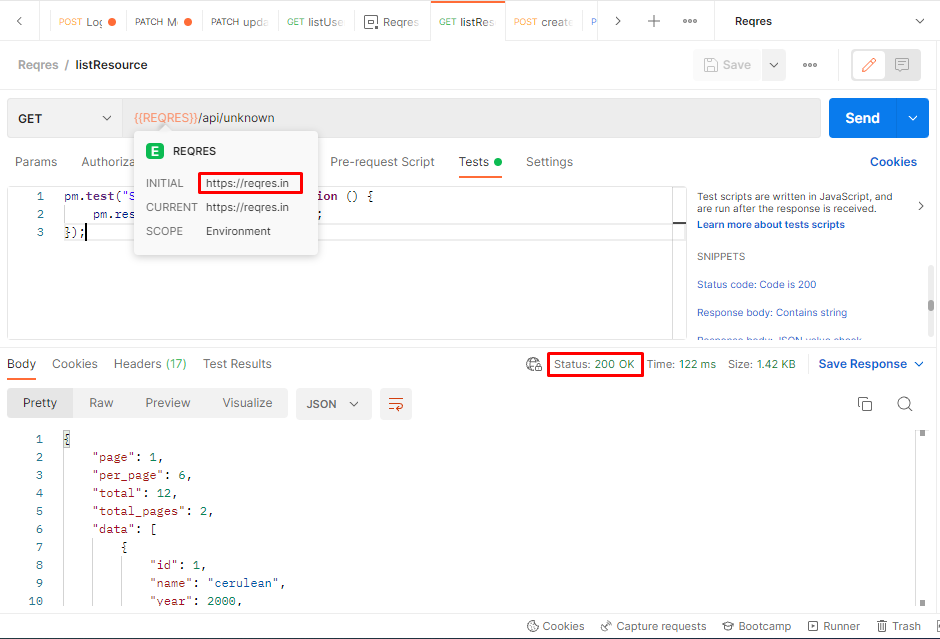 POST Log PATCH M PATCH upda GET listUse Reqres GET listRes POST create P Reqres
Reqres / listResource Save
GET {{REQRES}}/api/unknown Send
E REQRES
INITIAL https://reqres.in
CURRENT https://reqres.in
SCOPE Environment
Params Authoriza Pre-request Script Tests Settings Cookies
1 pm.test("S ion () {
2 pm.res ;
3 });
Test scripts are written in JavaScript, and
are run after the response is received.
Learn more about tests scripts
SNIPPETS
Status code: Code is 200
Response body: Contains string
Response body: JSON value check
Body Cookies Headers (17) Test Results Status: 200 OK Time: 122 ms Size: 1.42 KB Save Response
Pretty Raw Preview Visualize JSON
1 {
2 "page": 1,
3 "per_page": 6,
4 "total": 12,
5 "total_pages": 2,
6 "data": [
7 {
8 "id": 1,
9 "name": "cerulean",
10 "year": 2000,
Cookies Capture requests Bootcamp Runner Trash